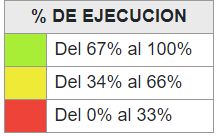 % DE EJECUCION
Del 67% al 100%
Del 34% al 66%
Del 0% al 33%